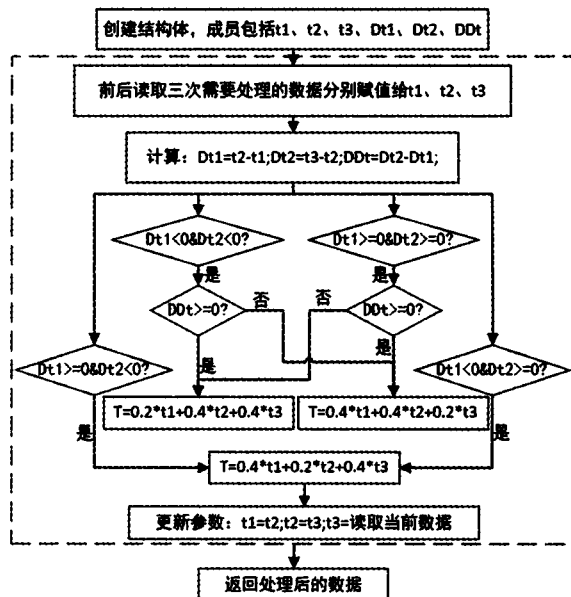 创建结构体，成员包括t1、t2、t3、Dt1、Dt2、DDt
前后读取三次需要处理的数据分别赋值给t1、t2、t3
计算：Dt1=t2-t1;Dt2=t3-t2;DDt=Dt2-Dt1;
Dt1<0&Dt2<0?
Dt1>=0&Dt2>=0?
是
是
DDt>=0?
否
否
DDt>=0?
是
是
Dt1>=0&Dt2<0?
Dt1<0&Dt2>=0?
T=0.2*t1+0.4*t2+0.4*t3
T=0.4*t1+0.4*t2+0.2*t3
是
是
T=0.4*t1+0.2*t2+0.4*t3
更新参数：t1=t2;t2=t3;t3=读取当前数据
返回处理后的数据